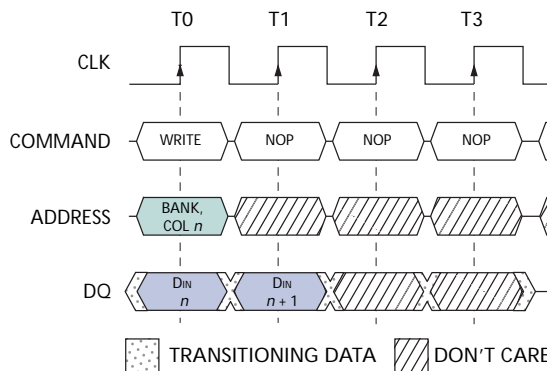 T0 T1 T2 T3
CLK
COMMAND WRITE NOP NOP NOP
ADDRESS BANK,
COL n
DQ DIN DIN
n n + 1
TRANSITIONING DATA DON'T CARE